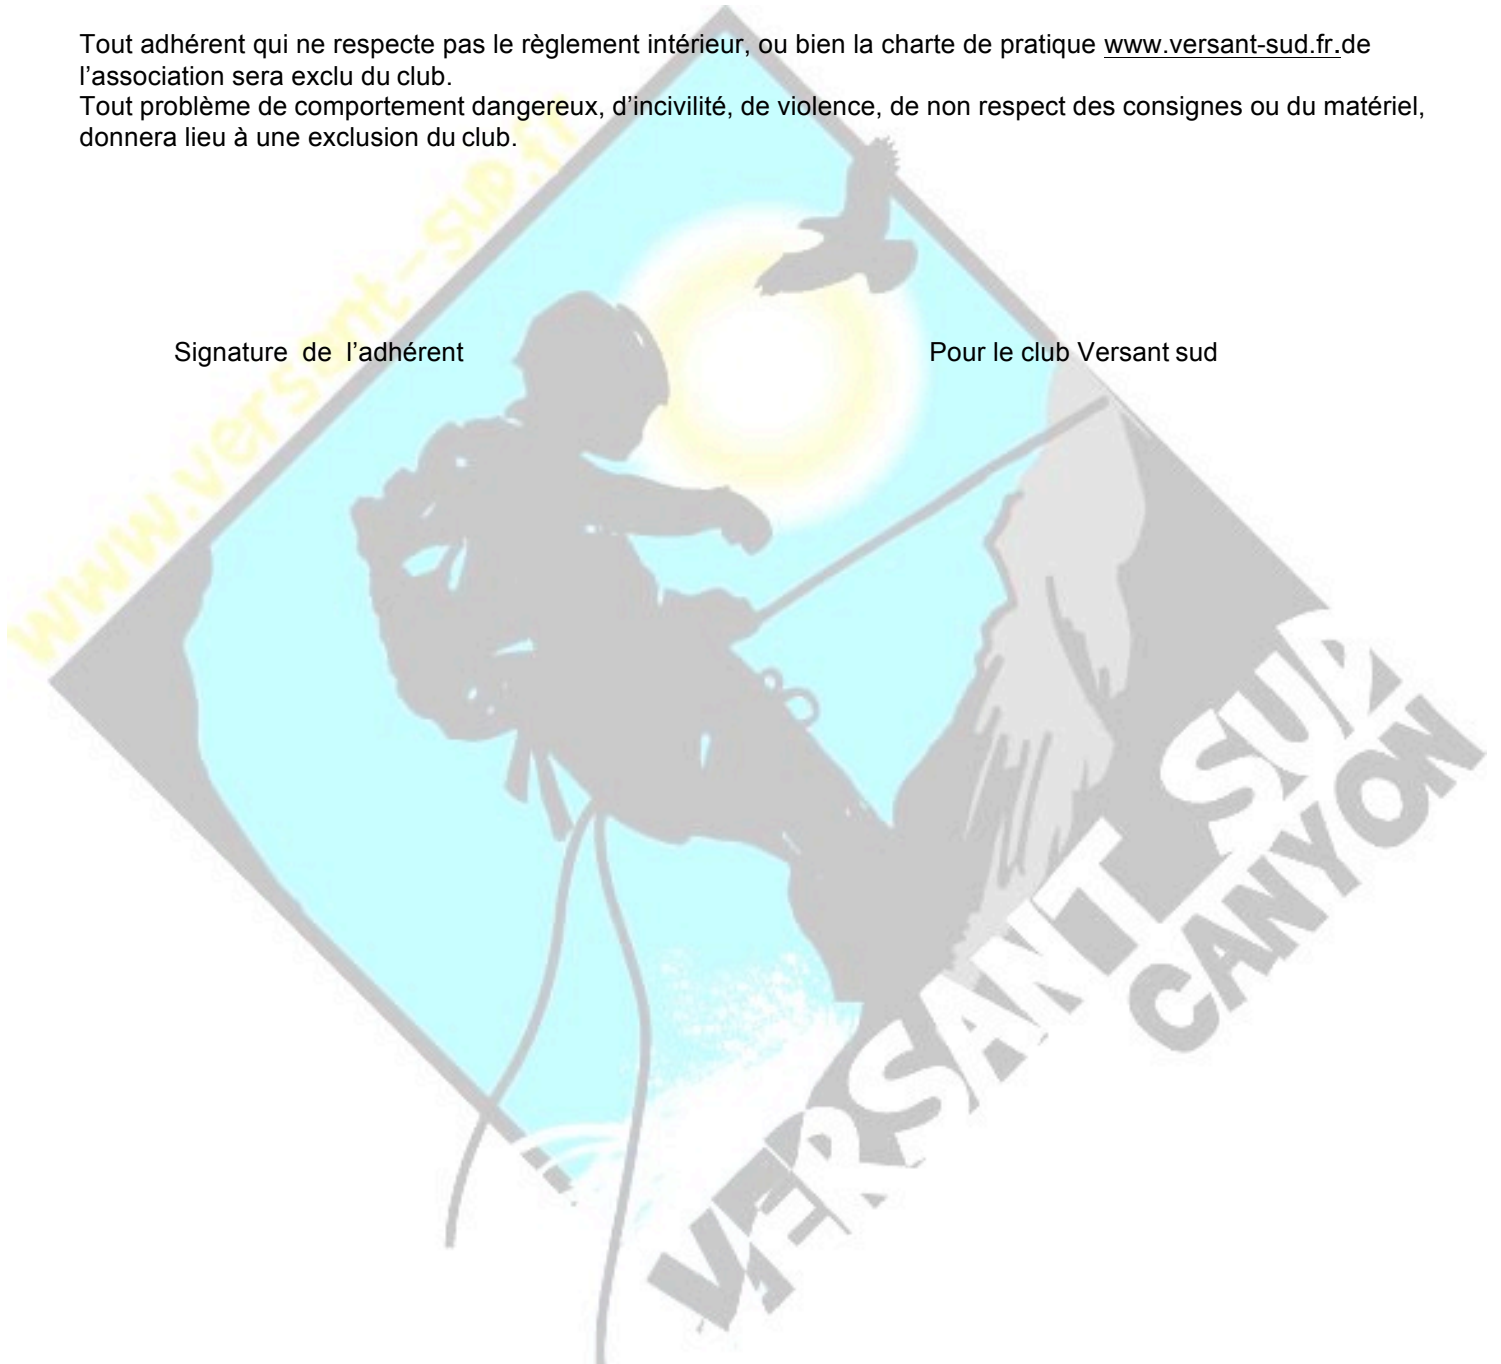 Tout adhérent qui ne respecte pas le règlement intérieur, ou bien la charte de pratique www.versant-sud.fr.de
l’association sera exclu du club.
Tout problème de comportement dangereux, d’incivilité, de violence, de non respect des consignes ou du matériel,
donnera lieu à une exclusion du club.
Signature de l’adhérent
Pour le club Versant sud
www.versant-sud.fr
VERSANT SUD
CANYON